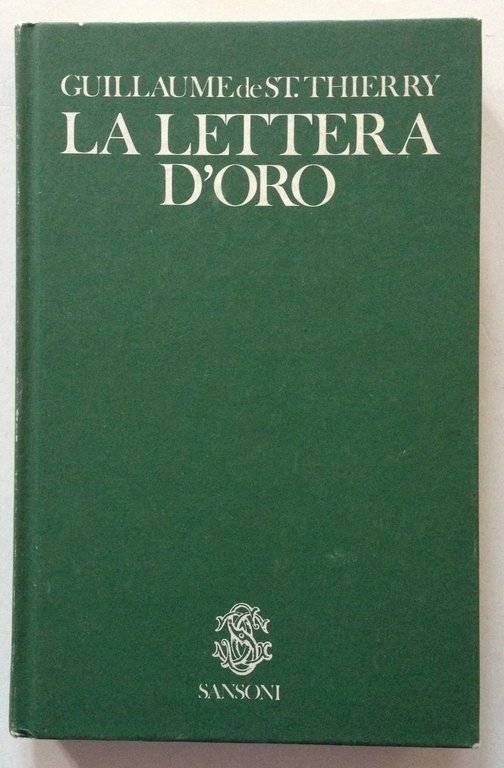 GUILLAUME de ST. THIERRY
LA LETTERA
D'ORO
SANSONI